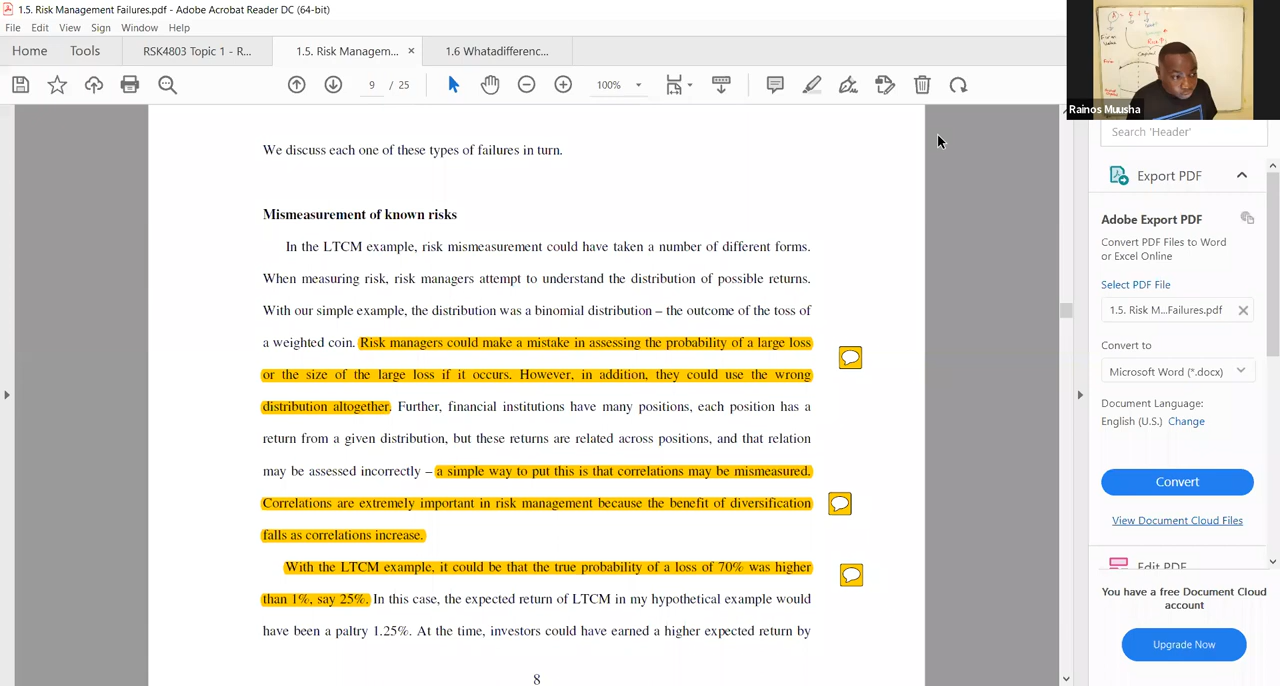 1.5. Risk Management Failures.pdf - Adobe Acrobat Reader DC (64-bit)
File Edit View Sign Window Help
Home Tools RSK4803 Topic 1 - R... 1.5. Risk Managem... × 1.6 Whatadifferenc...
9 / 25 100%
Rainos Muusha
We discuss each one of these types of failures in turn.
Mismeasurement of known risks
In the LTCM example, risk mismeasurement could have taken a number of different forms.
When measuring risk, risk managers attempt to understand the distribution of possible returns.
With our simple example, the distribution was a binomial distribution – the outcome of the toss of
a weighted coin. Risk managers could make a mistake in assessing the probability of a large loss
or the size of the large loss if it occurs. However, in addition, they could use the wrong
distribution altogether. Further, financial institutions have many positions, each position has a
return from a given distribution, but these returns are related across positions, and that relation
may be assessed incorrectly – a simple way to put this is that correlations may be mismeasured.
Correlations are extremely important in risk management because the benefit of diversification
falls as correlations increase.
With the LTCM example, it could be that the true probability of a loss of 70% was higher
than 1%, say 25%. In this case, the expected return of LTCM in my hypothetical example would
have been a paltry 1.25%. At the time, investors could have earned a higher expected return by
8
Search 'Header'
Export PDF
Adobe Export PDF
Convert PDF Files to Word
or Excel Online
Select PDF File
1.5. Risk M...Failures.pdf
Convert to
Microsoft Word (*.docx)
Document Language:
English (U.S.) Change
Convert
View Document Cloud Files
Edit PDF
You have a free Document Cloud
account
Upgrade Now